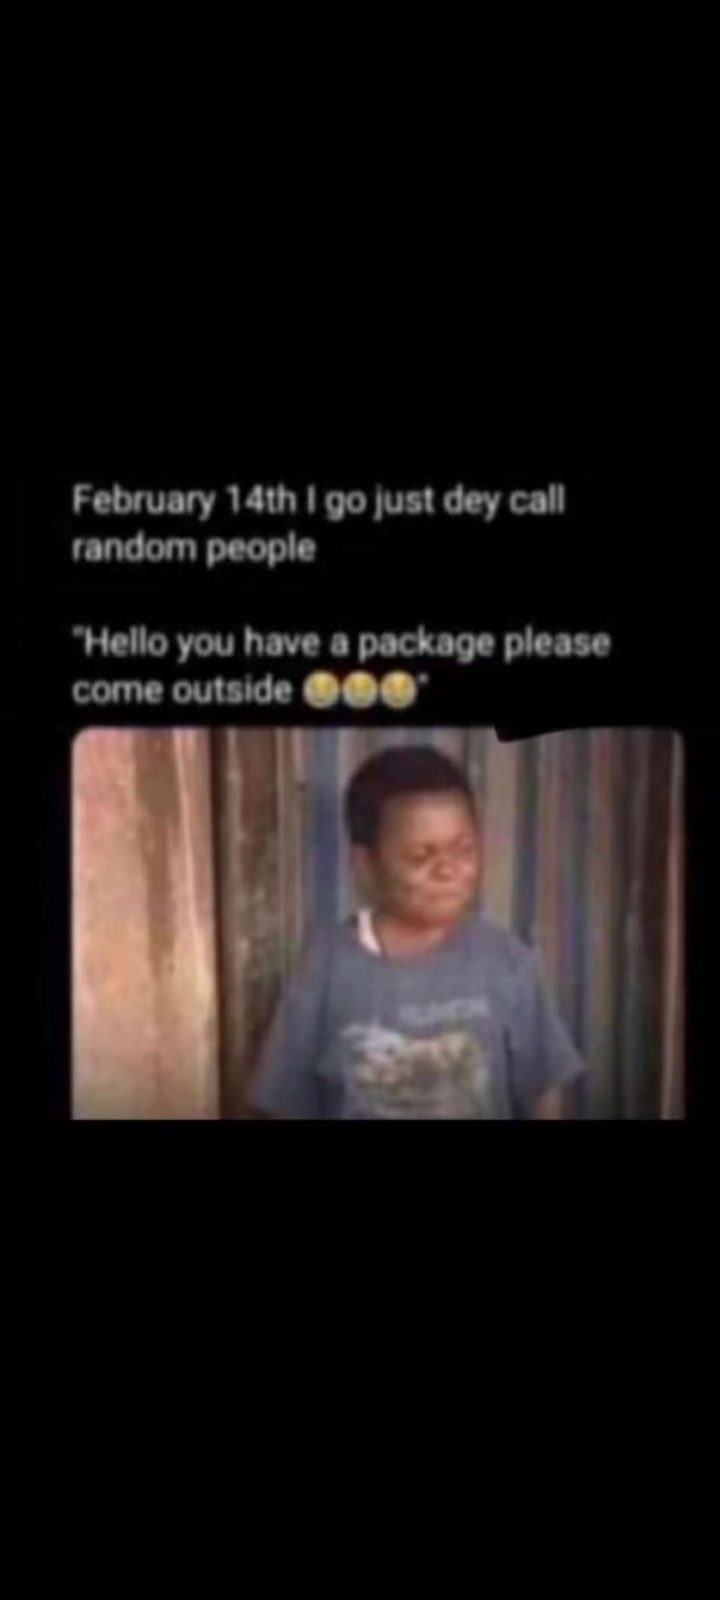 February 14th I go just dey call
random people
"Hello you have a package please
come outside 😭😭😭"